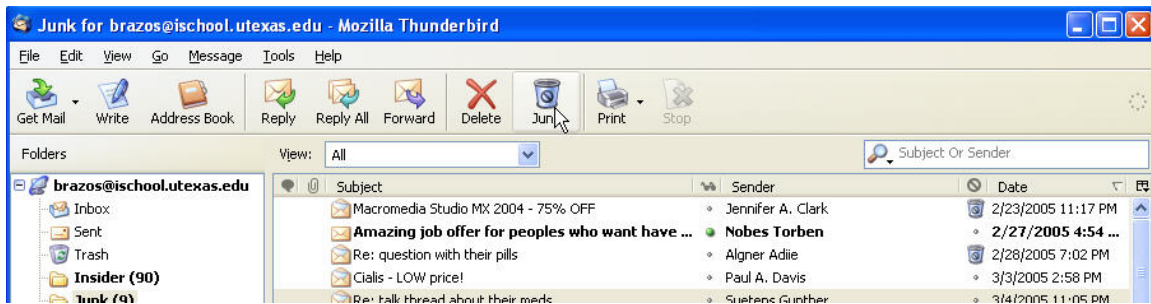 Junk for brazos@ischool.utexas.edu - Mozilla Thunderbird
File Edit View Go Message Tools Help
Get Mail Write Address Book Reply Reply All Forward Delete Junk Print Stop
Folders View: All Subject Or Sender
brazos@ischool.utexas.edu Subject Sender Date
Inbox Macromedia Studio MX 2004 - 75% OFF Jennifer A. Clark 2/23/2005 11:17 PM
Sent Amazing job offer for peoples who want have ... Nobes Torben 2/27/2005 4:54 ...
Trash Re: question with their pills Algner Adiie 2/28/2005 7:02 PM
Insider (90) Cialis - LOW price! Paul A. Davis 3/3/2005 2:58 PM
Junk (9) Re: talk thread about their meds Suetens Gunther 3/4/2005 11:05 PM